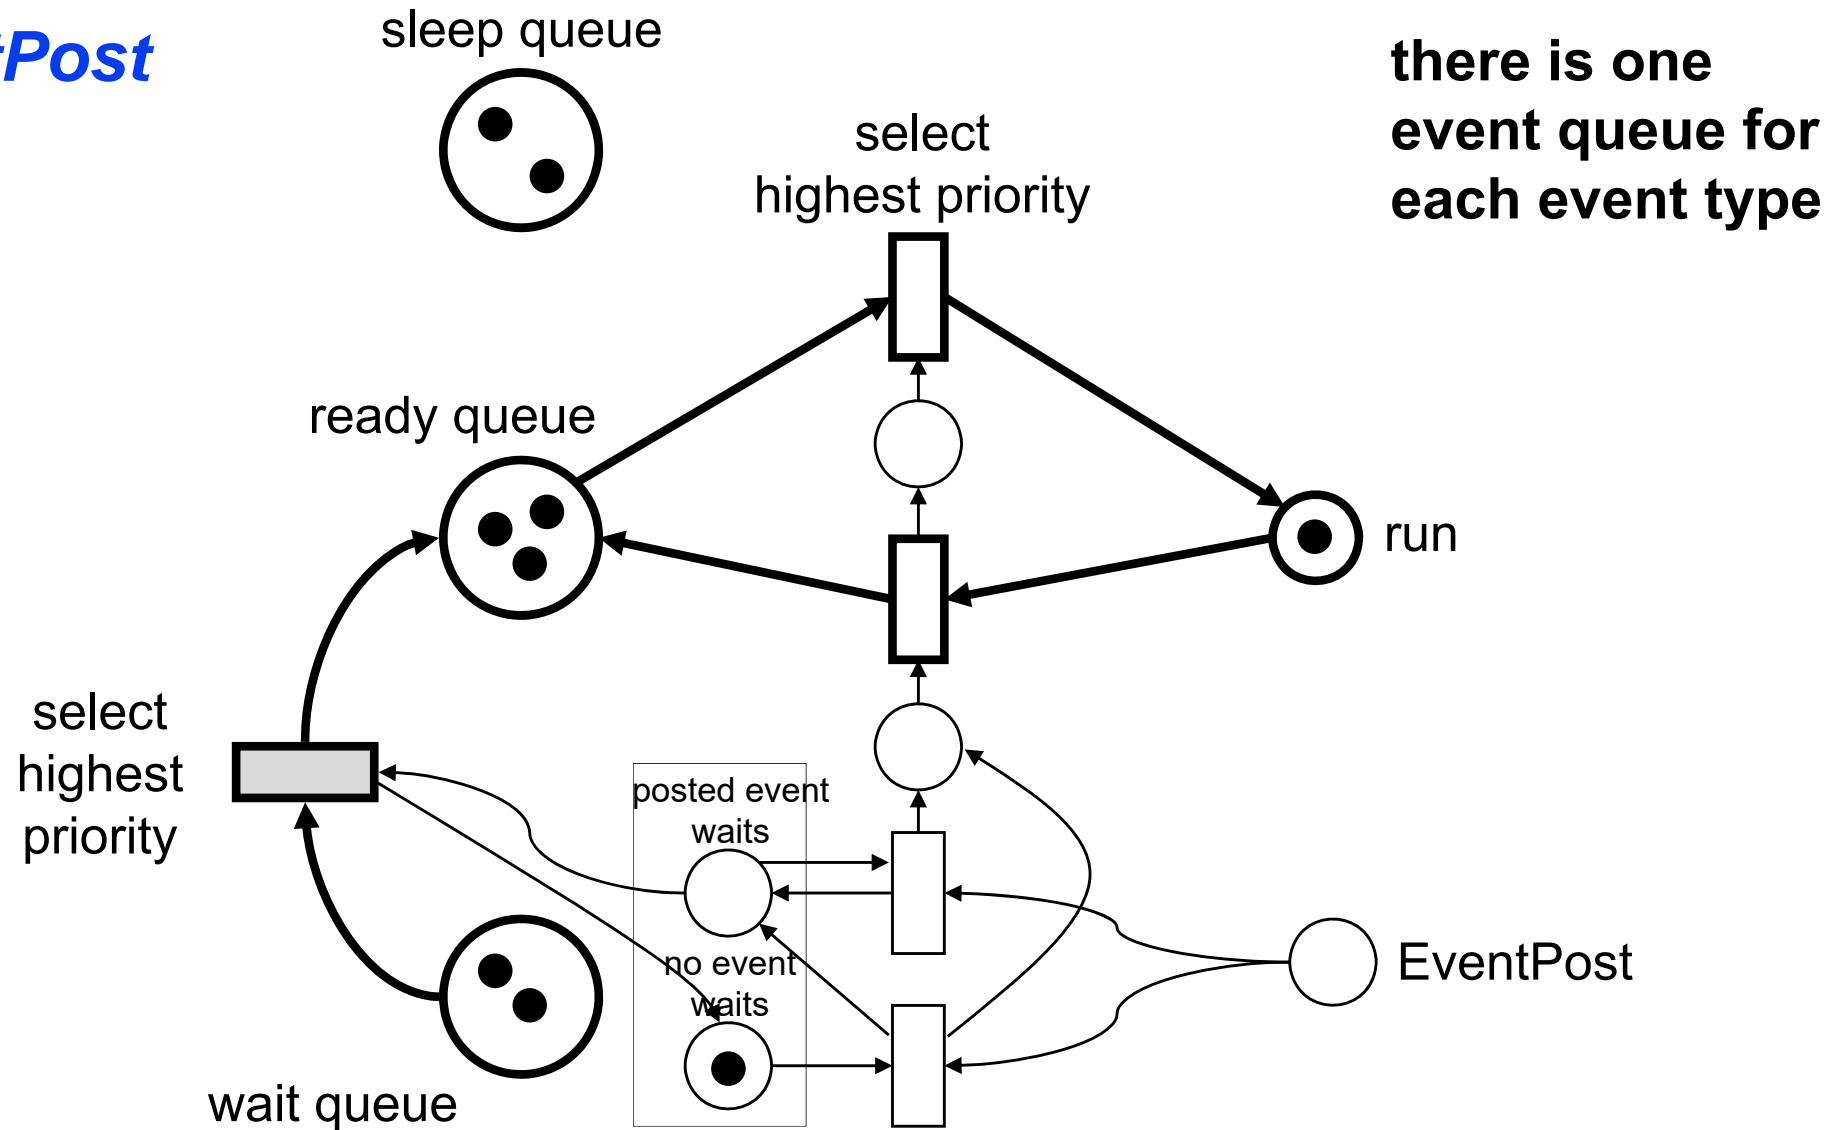 tPost
sleep queue
there is one
event queue for
each event type
select
highest priority
ready queue
run
select
highest
priority
posted event
waits
no event
waits
EventPost
wait queue